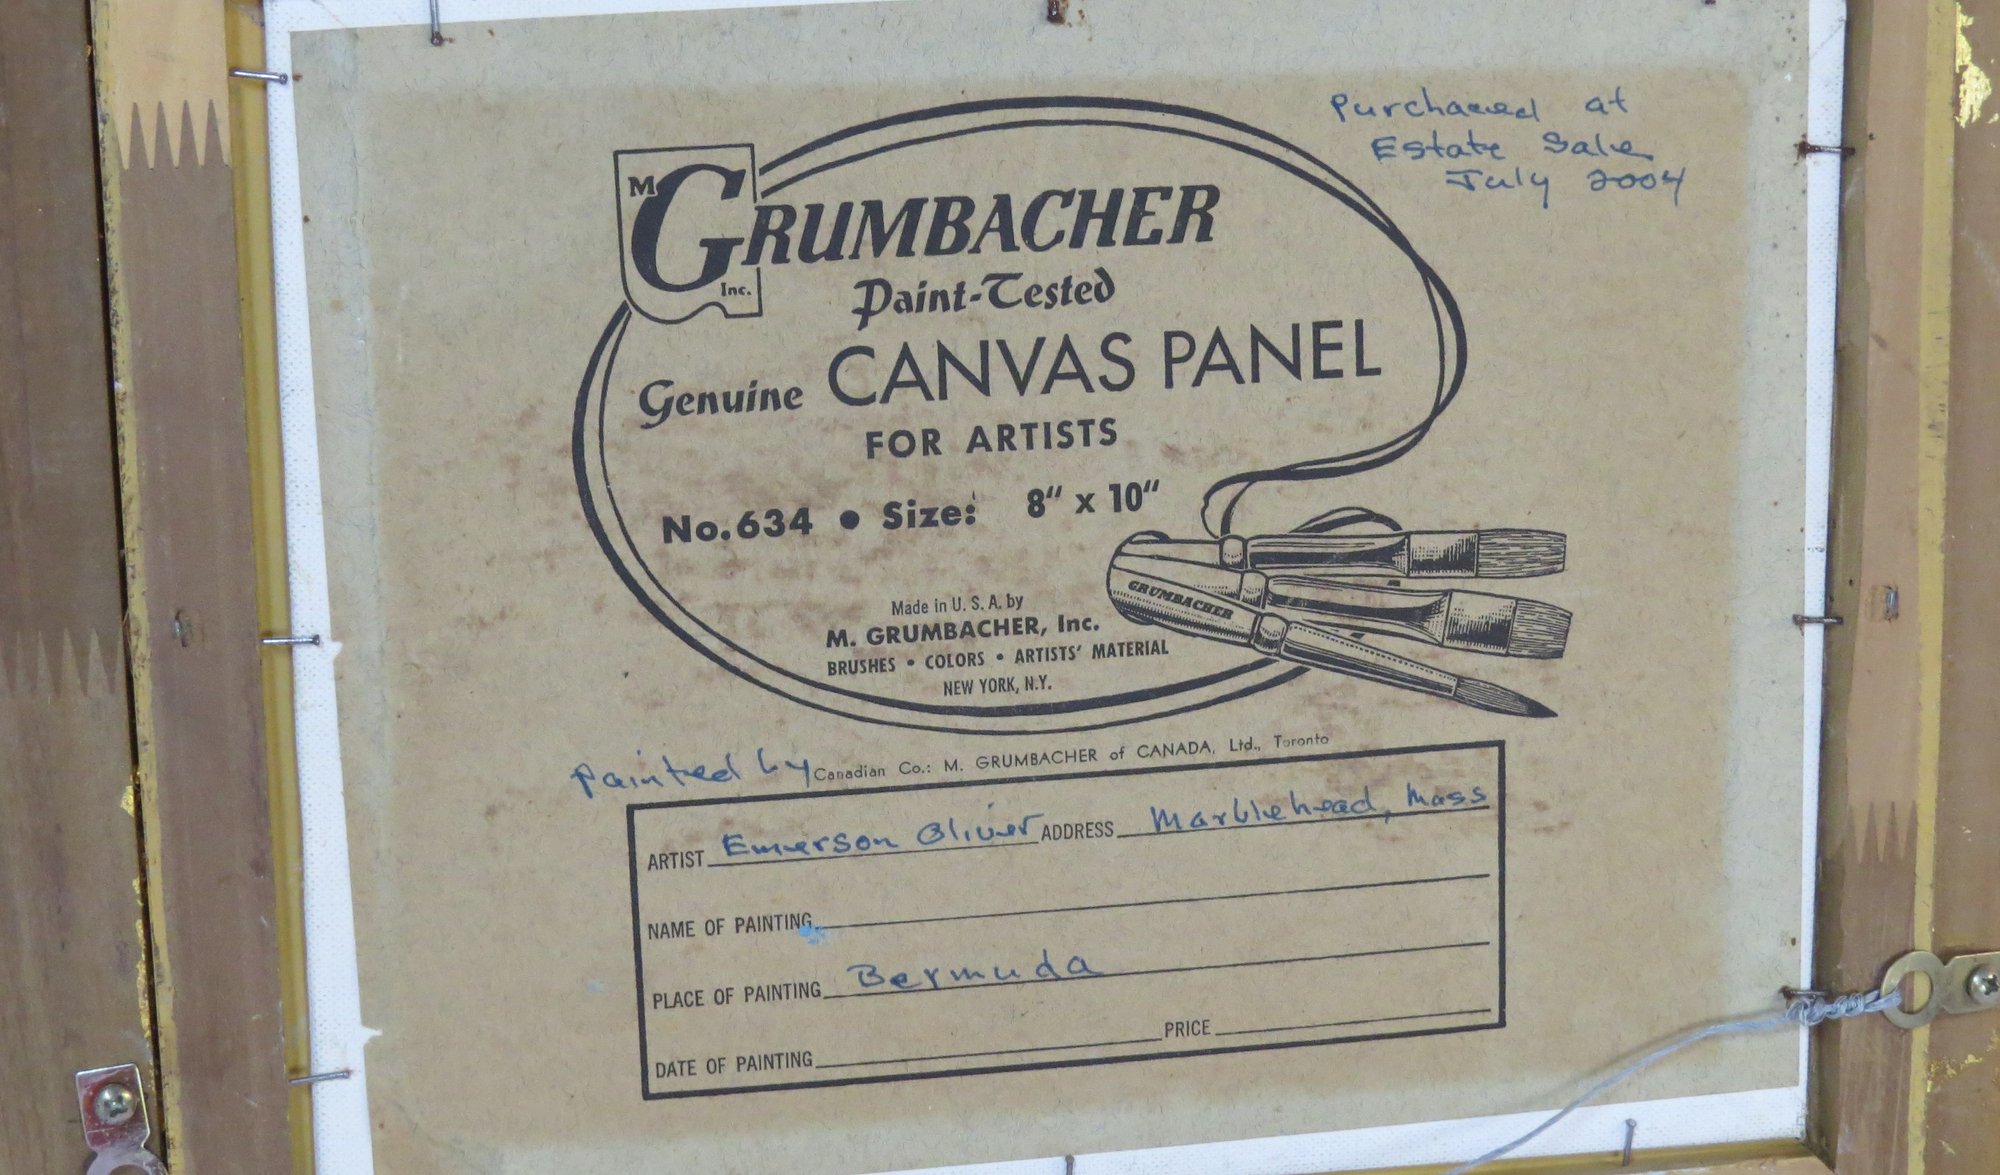 Purchased at
Estate Sale
July 2004
M GRUMBACHER Inc.
Paint-Tested
Genuine CANVAS PANEL
FOR ARTISTS
No. 634 • Size: 8" x 10"
GRUMBACHER
Made in U. S. A. by
M. GRUMBACHER, Inc.
BRUSHES • COLORS • ARTISTS' MATERIAL
NEW YORK, N.Y.
Painted by
Canadian Co.: M. GRUMBACHER of CANADA, Ltd., Toronto
ARTIST Emerson Olivier ADDRESS Marblehead, Mass
NAME OF PAINTING
PLACE OF PAINTING Bermuda
DATE OF PAINTING PRICE